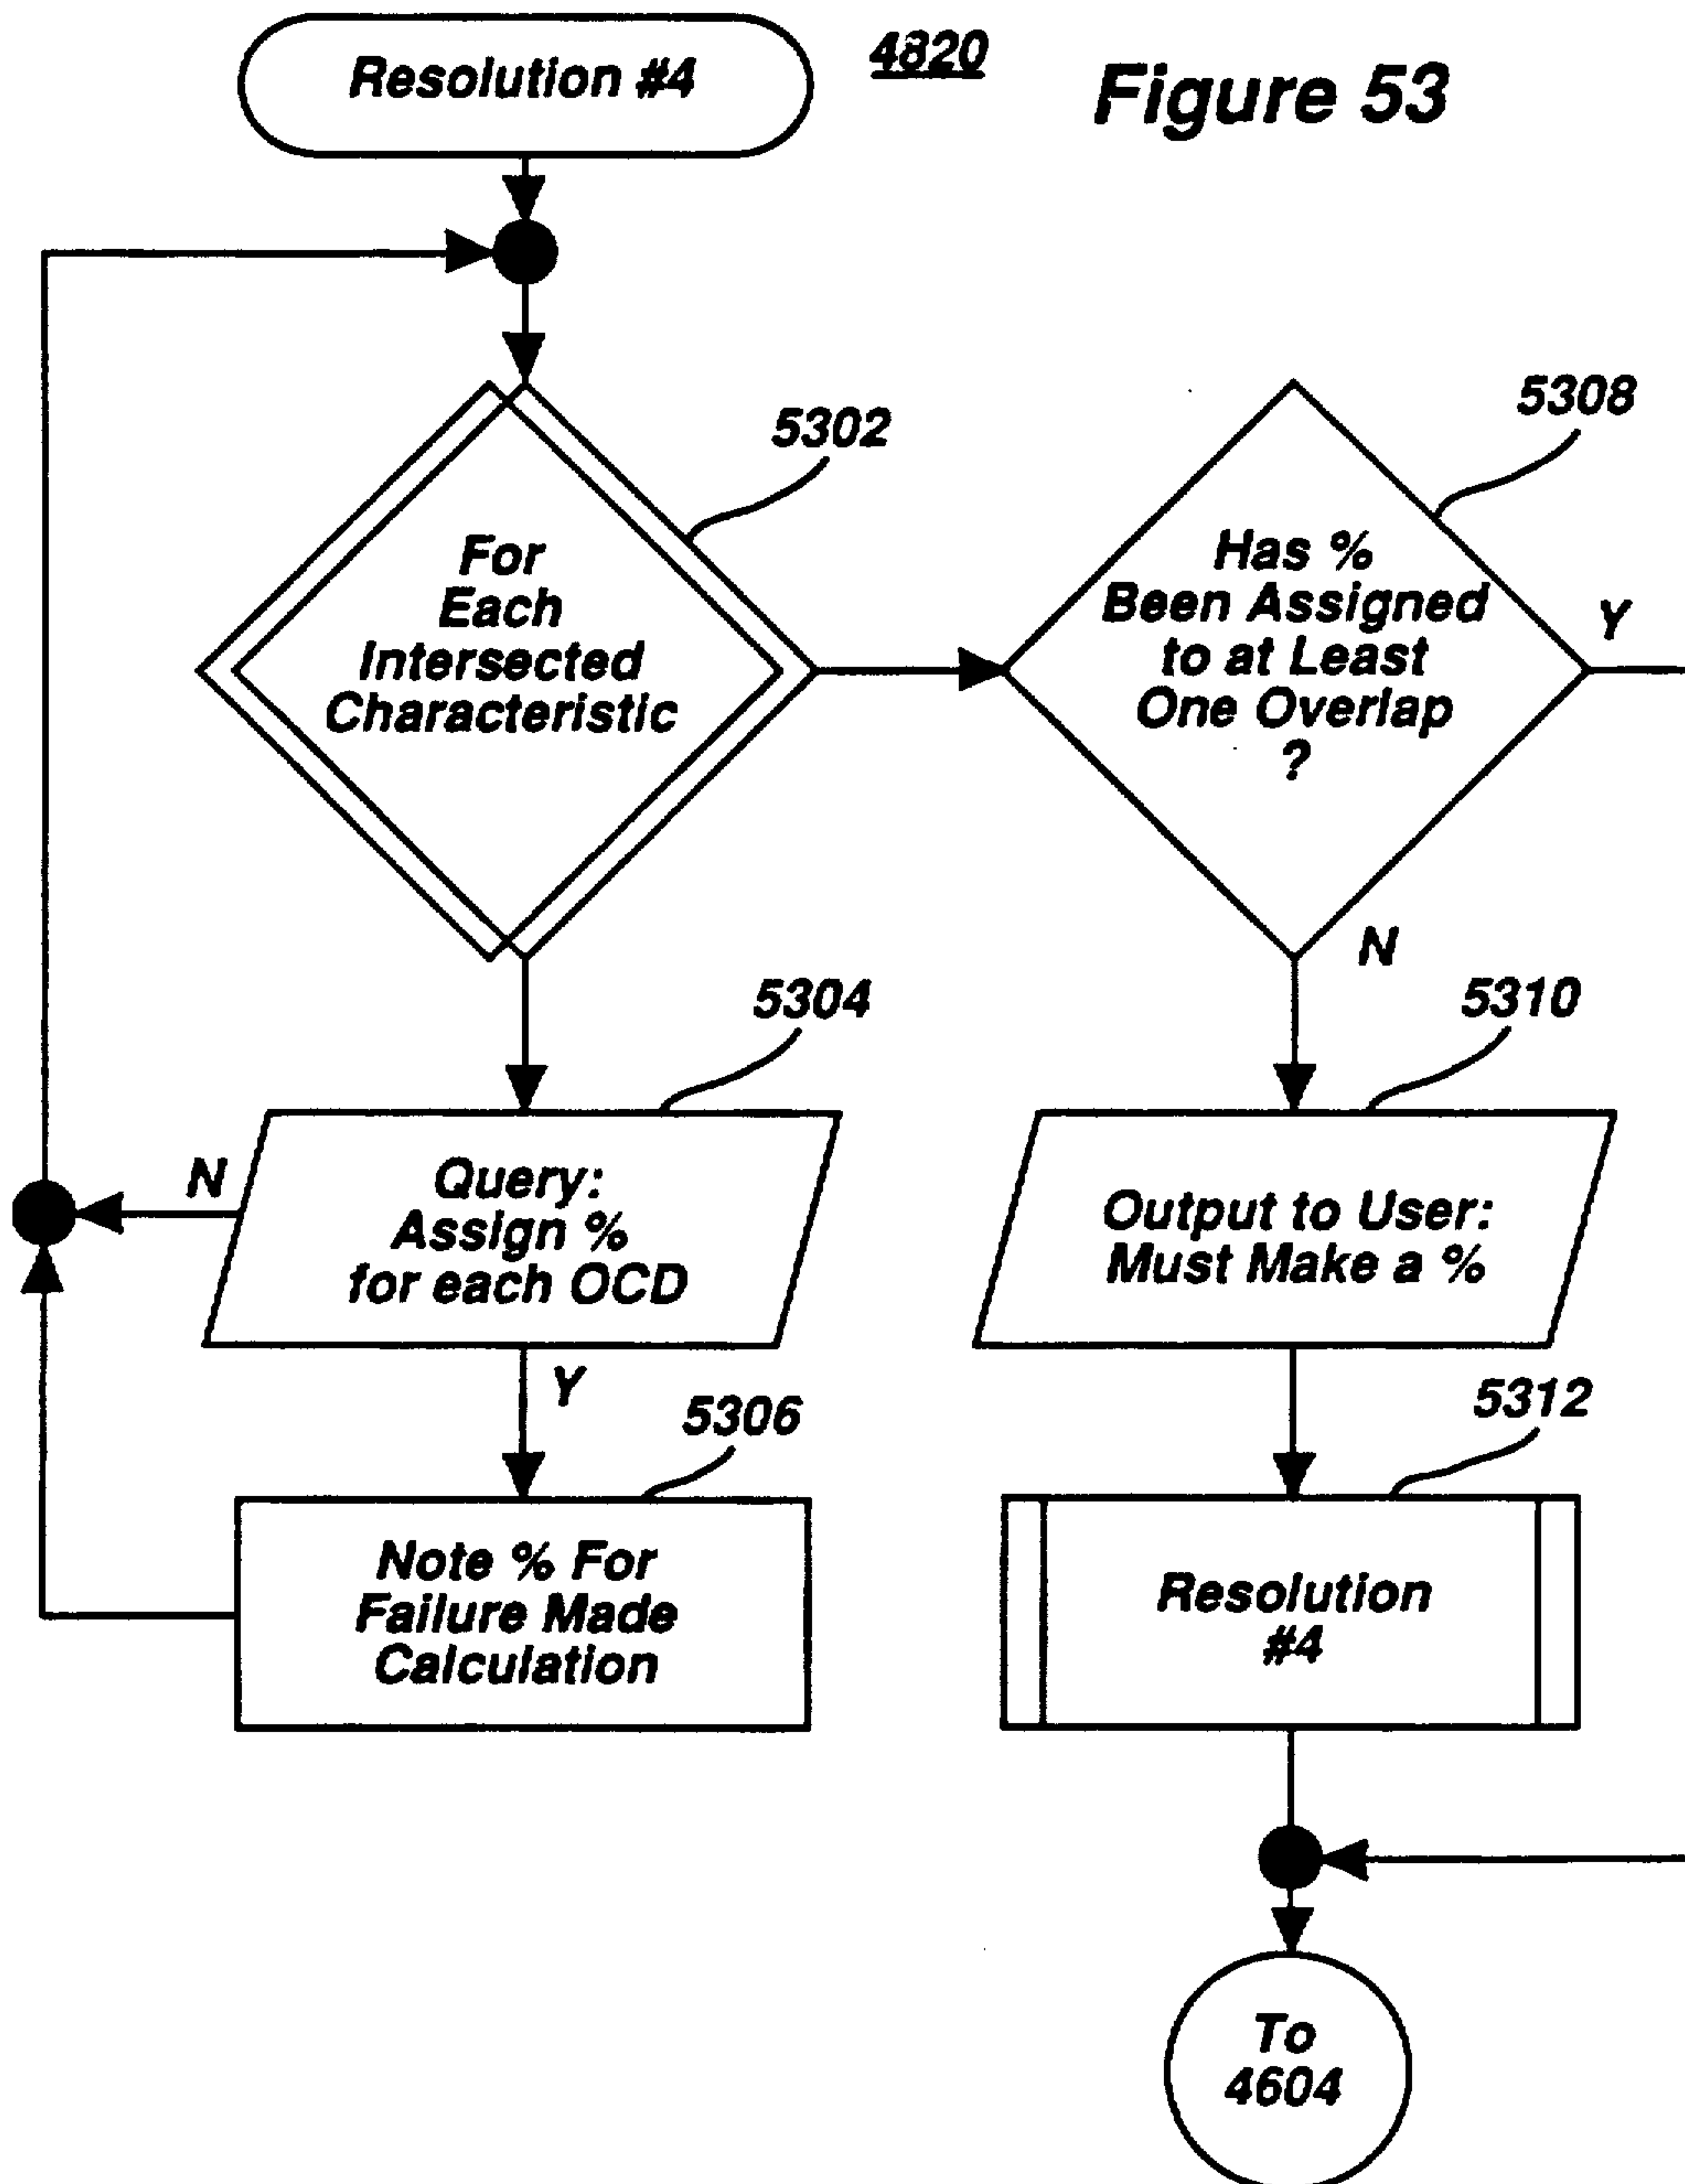 Resolution #4
4820
Figure 53
5302
For
Each
Intersected
Characteristic
5308
Has %
Been Assigned
to at Least
One Overlap
?
Y
N
5304
Query:
Assign %
for each OCD
N
Y
5310
Output to User:
Must Make a %
5306
Note % For
Failure Made
Calculation
5312
Resolution
#4
To
4604